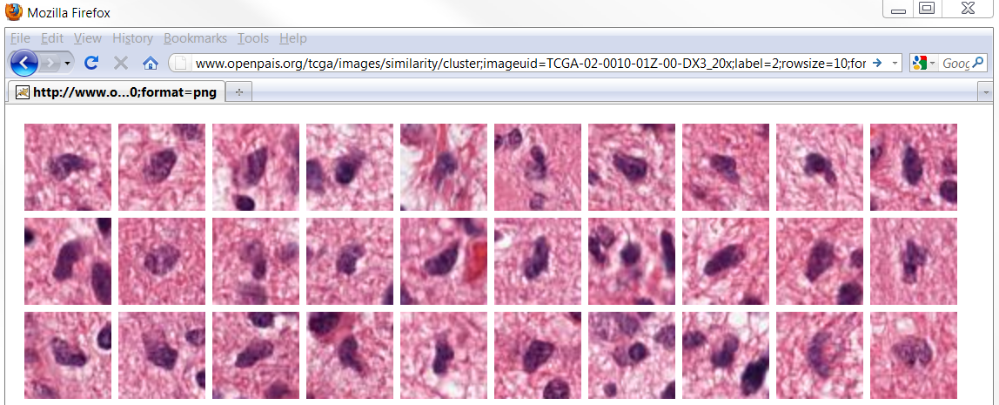 Mozilla Firefox
File Edit View History Bookmarks Tools Help
www.openpais.org/tcga/images/similarity/cluster;imageuid=TCGA-02-0010-01Z-00-DX3_20x;label=2;rowsize=10;for
Goog
http://www.o...0;format=png